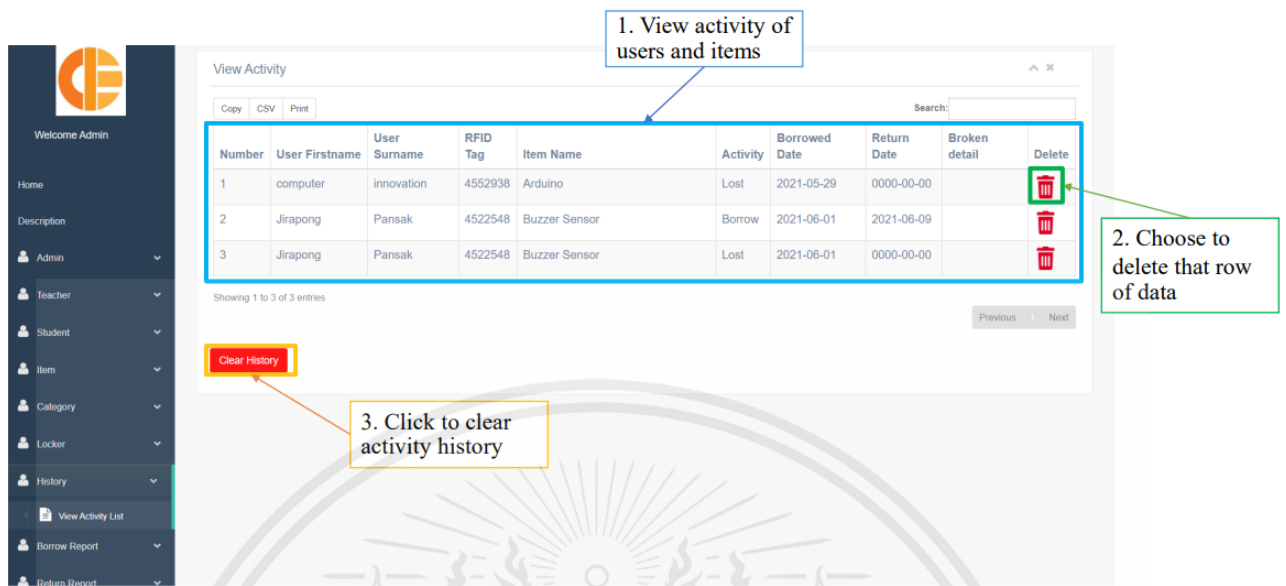 1. View activity of
users and items
View Activity
Copy CSV Print
Search:
Welcome Admin
Number User Firstname User Surname RFID Tag Item Name Activity Borrowed Date Return Date Broken detail Delete
1 computer innovation 4552938 Arduino Lost 2021-05-29 0000-00-00
2 Jirapong Pansak 4522548 Buzzer Sensor Borrow 2021-06-01 2021-06-09
3 Jirapong Pansak 4522548 Buzzer Sensor Lost 2021-06-01 0000-00-00
2. Choose to
delete that row
of data
Showing 1 to 3 of 3 entries
Previous 1 Next
Clear History
3. Click to clear
activity history
Home
Description
Admin
Teacher
Student
Item
Category
Locker
History
View Activity List
Borrow Report
Return Report